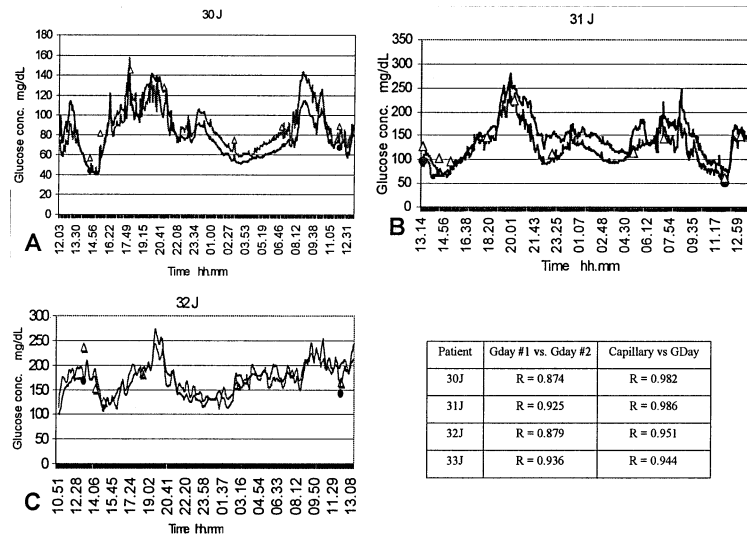 30J
Glucose conc. mg/dL
180
160
140
120
100
80
60
40
20
0
12.03 13.30 14.56 16.22 17.49 19.15 20.41 22.08 23.34 01.00 02.27 03.53 05.19 06.46 08.12 09.38 11.05 12.31
Time hh.mm
A
31J
Glucose conc. mg/dL
350
300
250
200
150
100
50
0
13.14 14.56 16.38 18.20 20.01 21.43 23.25 01.07 02.48 04.30 06.12 07.54 09.35 11.17 12.59
Time hh.mm
B
32J
Glucose conc. mg/dL
300
250
200
150
100
50
0
10.51 12.28 14.06 15.45 17.24 19.02 20.41 22.20 23.58 01.37 03.16 04.54 06.33 08.12 09.50 11.29 13.08
Time hh.mm
C
Patient Gday #1 vs. Gday #2 Capillary vs GDay
30J R = 0.874 R = 0.982
31J R = 0.925 R = 0.986
32J R = 0.879 R = 0.951
33J R = 0.936 R = 0.944